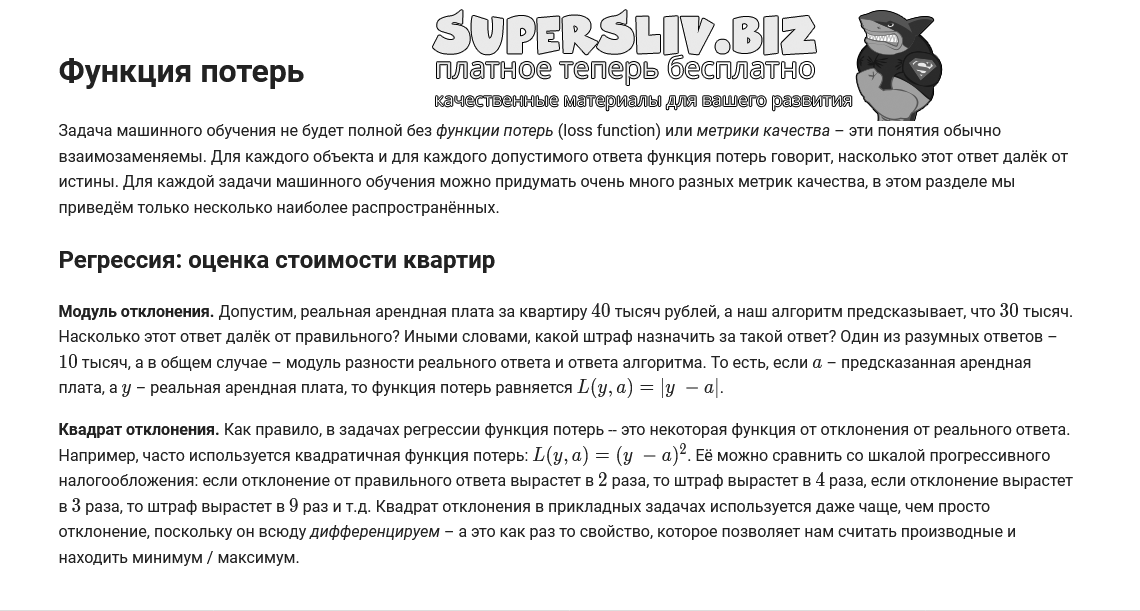 SUPERSLIV.BIZ
платное теперь бесплатно
качественные материалы для вашего развития
Функция потерь
Задача машинного обучения не будет полной без функции потерь (loss function) или метрики качества – эти понятия обычно
взаимозаменяемы. Для каждого объекта и для каждого допустимого ответа функция потерь говорит, насколько этот ответ далёк от
истины. Для каждой задачи машинного обучения можно придумать очень много разных метрик качества, в этом разделе мы
приведём только несколько наиболее распространённых.
Регрессия: оценка стоимости квартир
Модуль отклонения. Допустим, реальная арендная плата за квартиру 40 тысяч рублей, а наш алгоритм предсказывает, что 30 тысяч.
Насколько этот ответ далёк от правильного? Иными словами, какой штраф назначить за такой ответ? Один из разумных ответов –
10 тысяч, а в общем случае – модуль разности реального ответа и ответа алгоритма. То есть, если a – предсказанная арендная
плата, а y – реальная арендная плата, то функция потерь равняется L(y, a) = |y − a|.
Квадрат отклонения. Как правило, в задачах регрессии функция потерь -- это некоторая функция от отклонения от реального ответа.
Например, часто используется квадратичная функция потерь: L(y, a) = (y − a)². Её можно сравнить со шкалой прогрессивного
налогообложения: если отклонение от правильного ответа вырастет в 2 раза, то штраф вырастет в 4 раза, если отклонение вырастет
в 3 раза, то штраф вырастет в 9 раз и т.д. Квадрат отклонения в прикладных задачах используется даже чаще, чем просто
отклонение, поскольку он всюду дифференцируем – а это как раз то свойство, которое позволяет нам считать производные и
находить минимум / максимум.